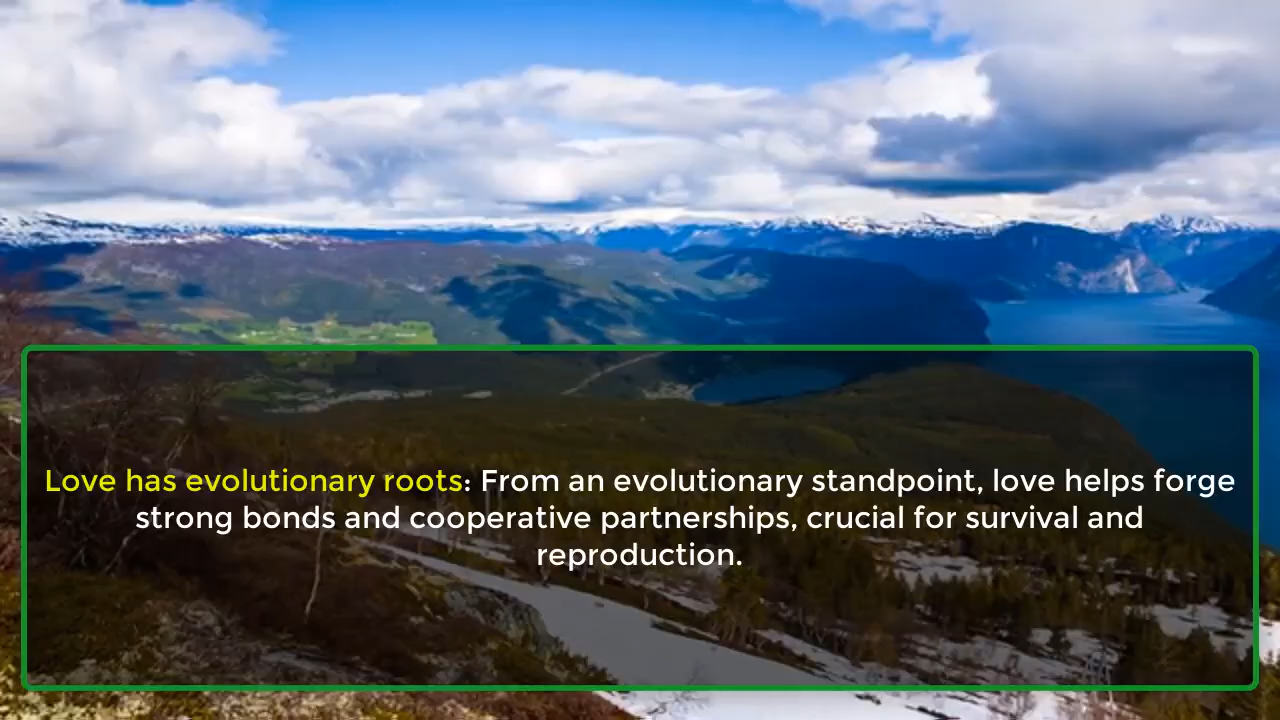 Love has evolutionary roots: From an evolutionary standpoint, love helps forge
strong bonds and cooperative partnerships, crucial for survival and
reproduction.